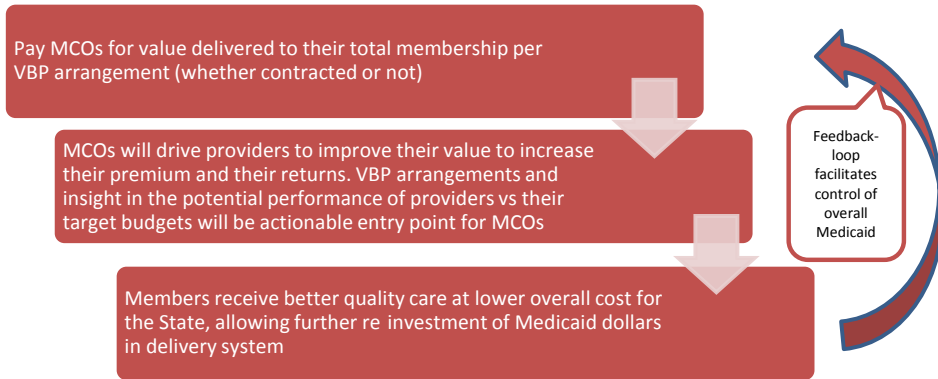 Pay MCOs for value delivered to their total membership per
VBP arrangement (whether contracted or not)
MCOs will drive providers to improve their value to increase
their premium and their returns. VBP arrangements and
insight in the potential performance of providers vs their
target budgets will be actionable entry point for MCOs
Members receive better quality care at lower overall cost for
the State, allowing further re investment of Medicaid dollars
in delivery system
Feedback-
loop
facilitates
control of
overall
Medicaid